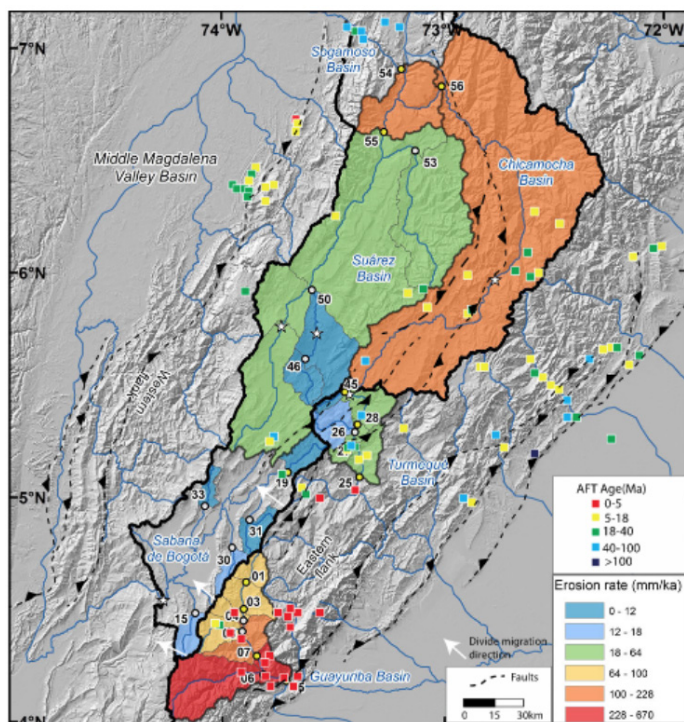 74°W
73°W
72°W
7°N
Sogamoso
Basin
54
56
55
53
Middle Magdalena
Valley Basin
Chicamocha
Basin
6°N
Suárez
Basin
50
46
45
Western
flank
28
26
25
Turmequé
Basin
19
33
5°N
31
Sabana
de Bogotá
30
Eastern
flank
01
03
04
15
07
06
Guayuriba Basin
4°N
AFT Age(Ma)
0-5
5-18
18-40
40-100
>100
Erosion rate (mm/ka)
0 - 12
12 - 18
18 - 64
64 - 100
100 - 228
228 - 670
Divide migration
direction
Faults
0
15
30km